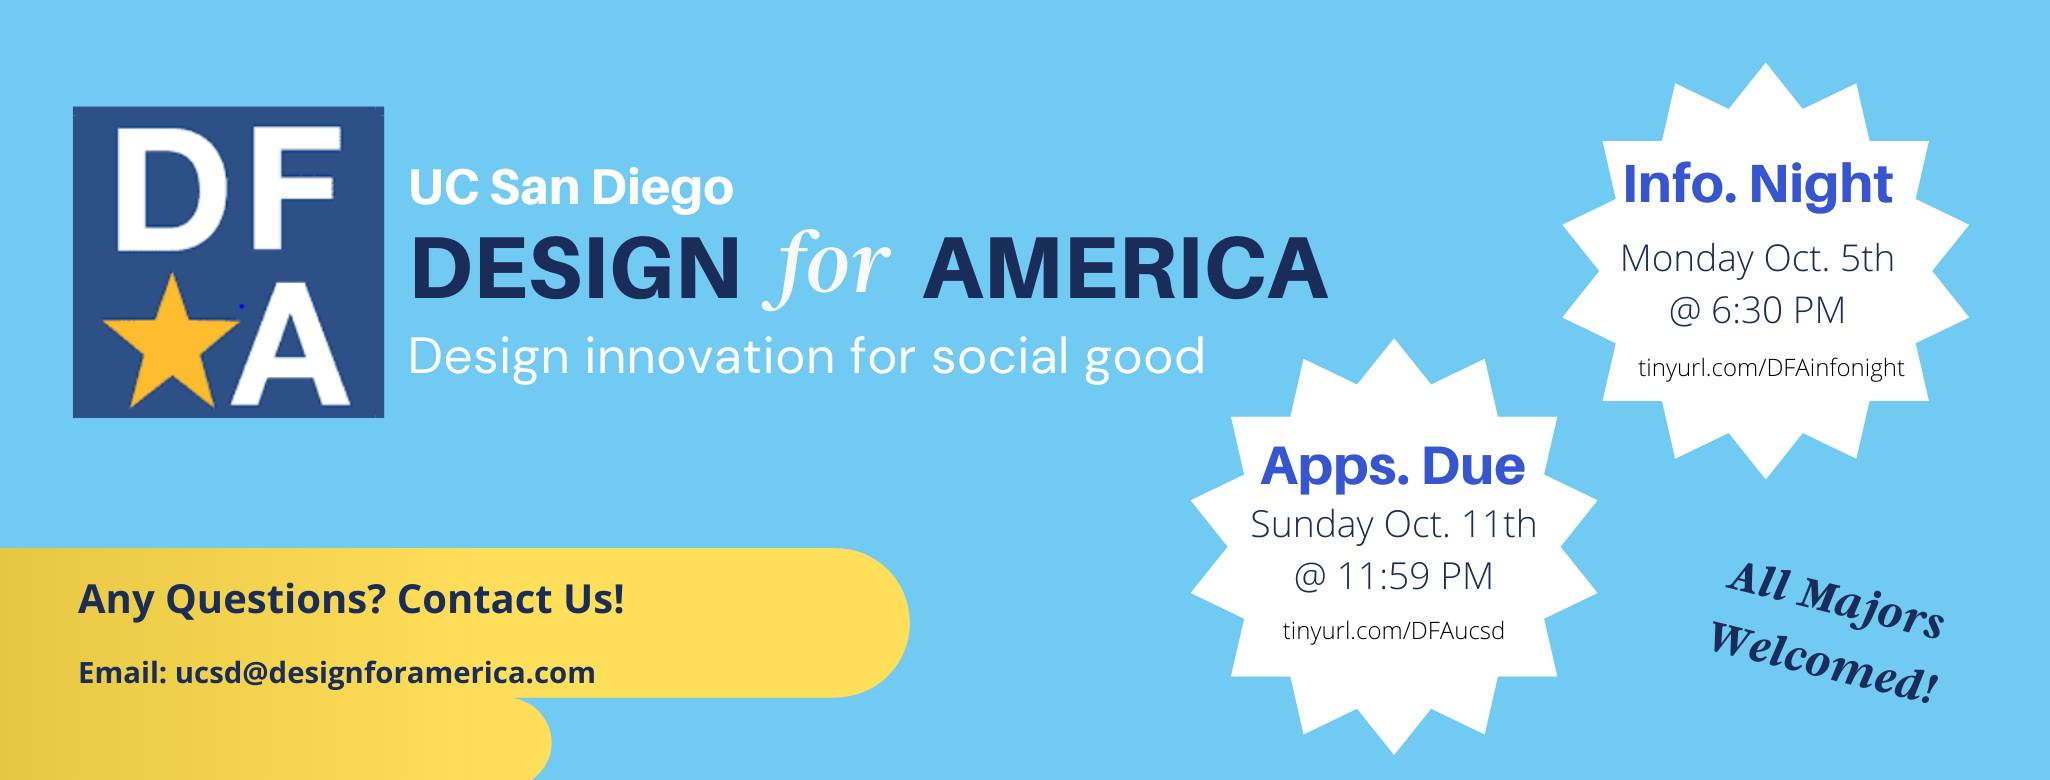 DF
A
UC San Diego
DESIGN for AMERICA
Design innovation for social good
Info. Night
Monday Oct. 5th
@ 6:30 PM
tinyurl.com/DFAinfonight
Apps. Due
Sunday Oct. 11th
@ 11:59 PM
tinyurl.com/DFAucsd
Any Questions? Contact Us!
Email: ucsd@designforamerica.com
All Majors
Welcomed!